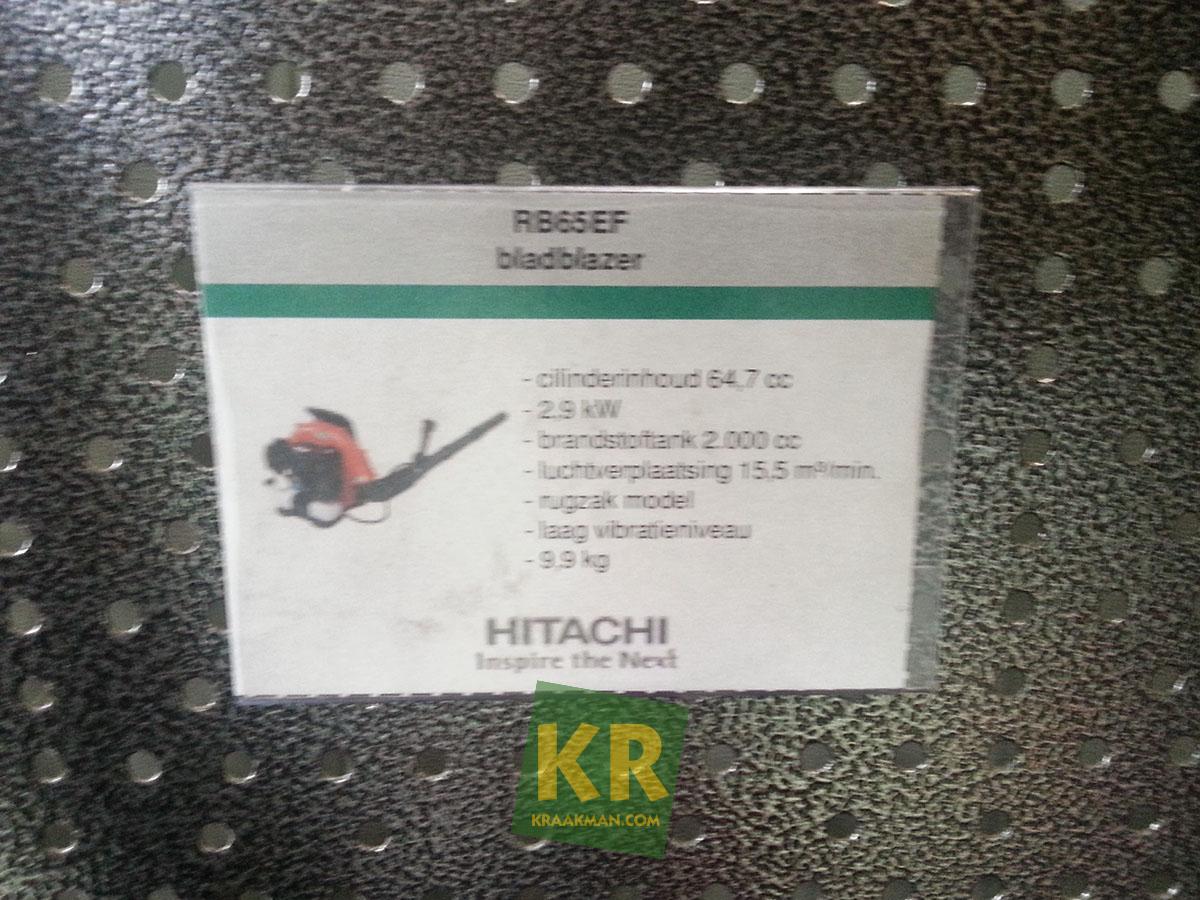 RB65EF
bladblazer
- cilinderinhoud 64,7 cc
- 2,9 kW
- brandstoftank 2.000 cc
- luchtverplaatsing 15,5 m³/min.
- rugzak model
- laag vibratieniveau
- 9,9 kg
HITACHI
Inspire the Next
KR
KRAAKMAN.COM